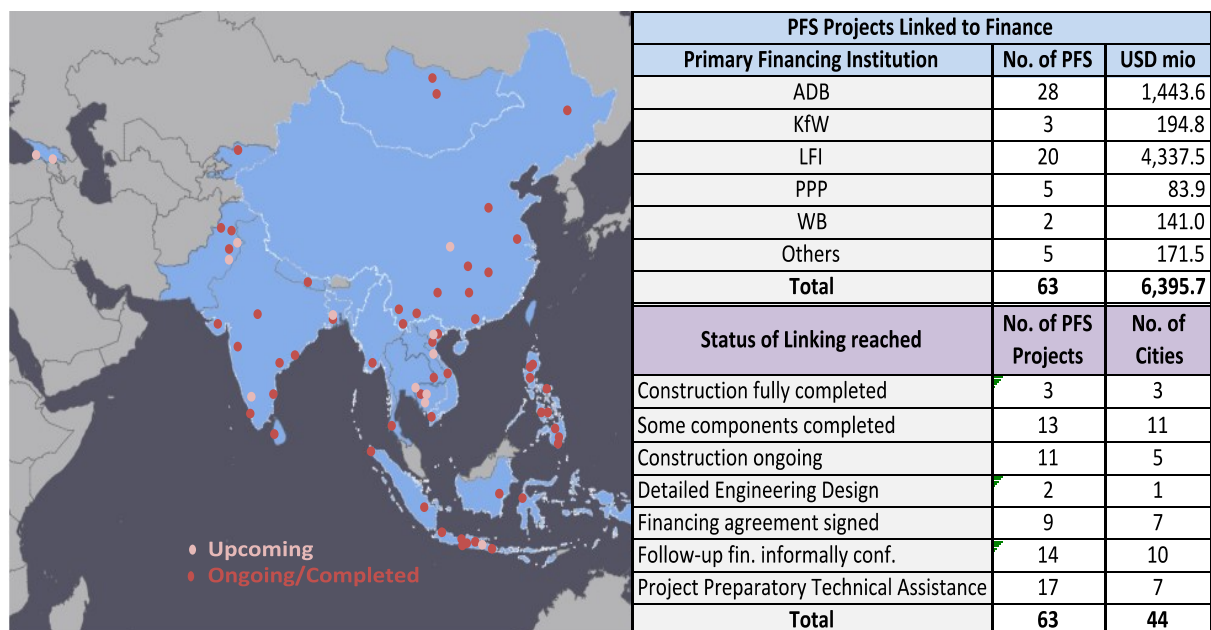 Upcoming
Ongoing/Completed
PFS Projects Linked to Finance
Primary Financing Institution No. of PFS USD mio
ADB 28 1,443.6
KfW 3 194.8
LFI 20 4,337.5
PPP 5 83.9
WB 2 141.0
Others 5 171.5
Total 63 6,395.7
Status of Linking reached No. of PFS Projects No. of Cities
Construction fully completed 3 3
Some components completed 13 11
Construction ongoing 11 5
Detailed Engineering Design 2 1
Financing agreement signed 9 7
Follow-up fin. informally conf. 14 10
Project Preparatory Technical Assistance 17 7
Total 63 44